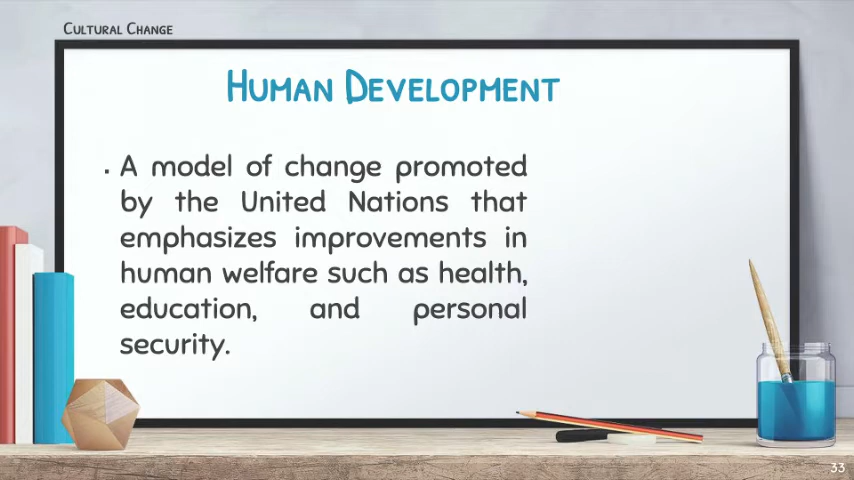 Cultural Change
Human Development
▪ A model of change promoted
by the United Nations that
emphasizes improvements in
human welfare such as health,
education, and personal
security.
33